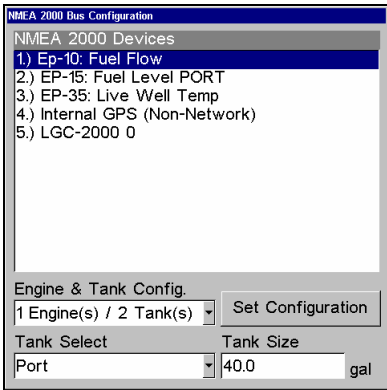 NMEA 2000 Bus Configuration
NMEA 2000 Devices
1.) Ep-10: Fuel Flow
2.) EP-15: Fuel Level PORT
3.) EP-35: Live Well Temp
4.) Internal GPS (Non-Network)
5.) LGC-2000 0
Engine & Tank Config.
1 Engine(s) / 2 Tank(s)
Set Configuration
Tank Select
Tank Size
Port
40.0 gal